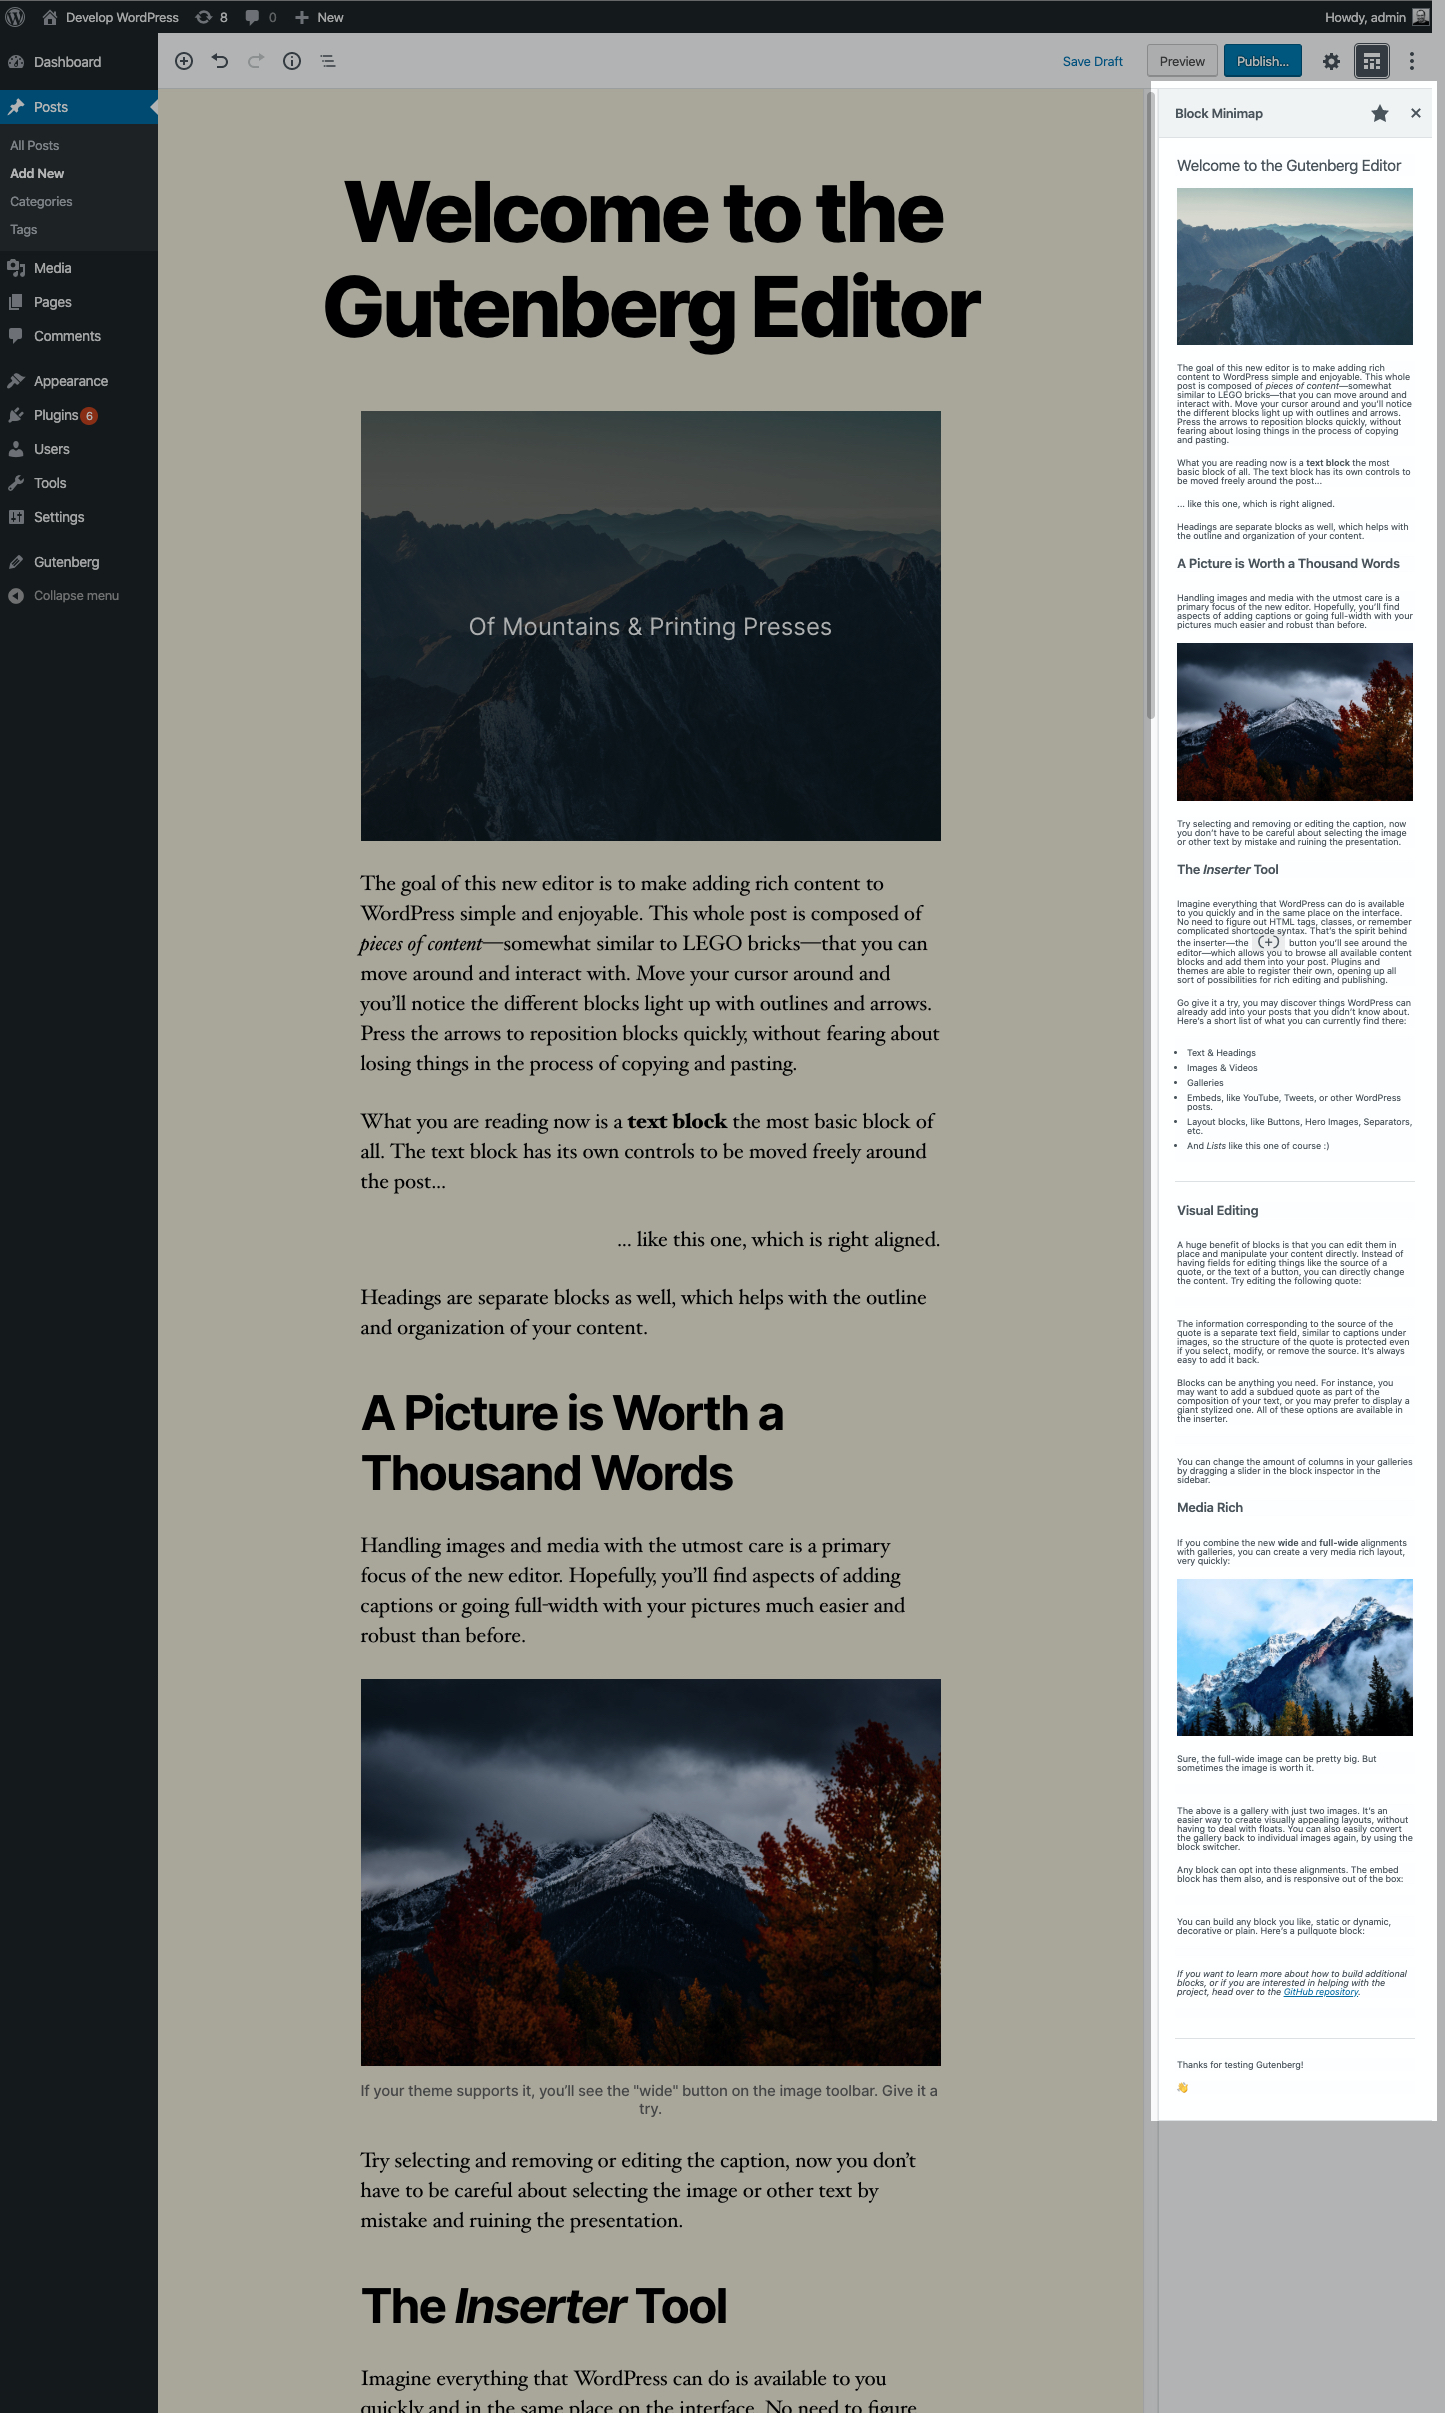 Develop WordPress 8 0 New Howdy, admin
Dashboard
Posts
All Posts
Add New
Categories
Tags
Media
Pages
Comments
Appearance
Plugins 6
Users
Tools
Settings
Gutenberg
Collapse menu
Save Draft Preview Publish...
Welcome to the
Gutenberg Editor
Of Mountains & Printing Presses
The goal of this new editor is to make adding rich content to
WordPress simple and enjoyable. This whole post is composed of
pieces of content—somewhat similar to LEGO bricks—that you can
move around and interact with. Move your cursor around and
you’ll notice the different blocks light up with outlines and arrows.
Press the arrows to reposition blocks quickly, without fearing about
losing things in the process of copying and pasting.
What you are reading now is a text block the most basic block of
all. The text block has its own controls to be moved freely around
the post...
... like this one, which is right aligned.
Headings are separate blocks as well, which helps with the outline
and organization of your content.
A Picture is Worth a
Thousand Words
Handling images and media with the utmost care is a primary
focus of the new editor. Hopefully, you’ll find aspects of adding
captions or going full-width with your pictures much easier and
robust than before.
If your theme supports it, you’ll see the "wide" button on the image toolbar. Give it a
try.
Try selecting and removing or editing the caption, now you don’t
have to be careful about selecting the image or other text by
mistake and ruining the presentation.
The Inserter Tool
Imagine everything that WordPress can do is available to you
quickly and in the same place on the interface. No need to figure
Block Minimap
Welcome to the Gutenberg Editor
The goal of this new editor is to make adding rich
content to WordPress simple and enjoyable. This whole
post is composed of pieces of content—somewhat
similar to LEGO bricks—that you can move around and
interact with. Move your cursor around and you’ll notice
the different blocks light up with outlines and arrows.
Press the arrows to reposition blocks quickly, without
fearing about losing things in the process of copying
and pasting.
What you are reading now is a text block the most
basic block of all. The text block has its own controls to
be moved freely around the post...
... like this one, which is right aligned.
Headings are separate blocks as well, which helps with
the outline and organization of your content.
A Picture is Worth a Thousand Words
Handling images and media with the utmost care is a
primary focus of the new editor. Hopefully, you’ll find
aspects of adding captions or going full-width with your
pictures much easier and robust than before.
Try selecting and removing or editing the caption, now
you don’t have to be careful about selecting the image
or other text by mistake and ruining the presentation.
The Inserter Tool
Imagine everything that WordPress can do is available
to you quickly and in the same place on the interface.
No need to figure out HTML tags, classes, or remember
complicated shortcode syntax. That’s the spirit behind
the inserter—the (+) button you’ll see around the
editor—which allows you to browse all available content
blocks and add them into your post. Plugins and
themes are able to register their own, opening up all
sort of possibilities for rich editing and publishing.
Go give it a try, you may discover things WordPress can
already add into your posts that you didn’t know about.
Here’s a short list of what you can currently find there:
• Text & Headings
• Images & Videos
• Galleries
• Embeds, like YouTube, Tweets, or other WordPress
posts.
• Layout blocks, like Buttons, Hero Images, Separators,
etc.
• And Lists like this one of course :)
Visual Editing
A huge benefit of blocks is that you can edit them in
place and manipulate your content directly. Instead of
having fields for editing things like the source of a
quote, or the text of a button, you can directly change
the content. Try editing the following quote:
The information corresponding to the source of the
quote is a separate text field, similar to captions under
images, so the structure of the quote is protected even
if you select, modify, or remove the source. It’s always
easy to add it back.
Blocks can be anything you need. For instance, you
may want to add a subdued quote as part of the
composition of your text, or you may prefer to display a
giant stylized one. All of these options are available in
the inserter.
You can change the amount of columns in your galleries
by dragging a slider in the block inspector in the
sidebar.
Media Rich
If you combine the new wide and full-wide alignments
with galleries, you can create a very media rich layout,
very quickly:
Sure, the full-wide image can be pretty big. But
sometimes the image is worth it.
The above is a gallery with just two images. It’s an
easier way to create visually appealing layouts, without
having to deal with floats. You can also easily convert
the gallery back to individual images again, by using the
block switcher.
Any block can opt into these alignments. The embed
block has them also, and is responsive out of the box:
You can build any block you like, static or dynamic,
decorative or plain. Here’s a pullquote block:
If you want to learn more about how to build additional
blocks, or if you are interested in helping with the
project, head over to the GitHub repository.
Thanks for testing Gutenberg!
👋